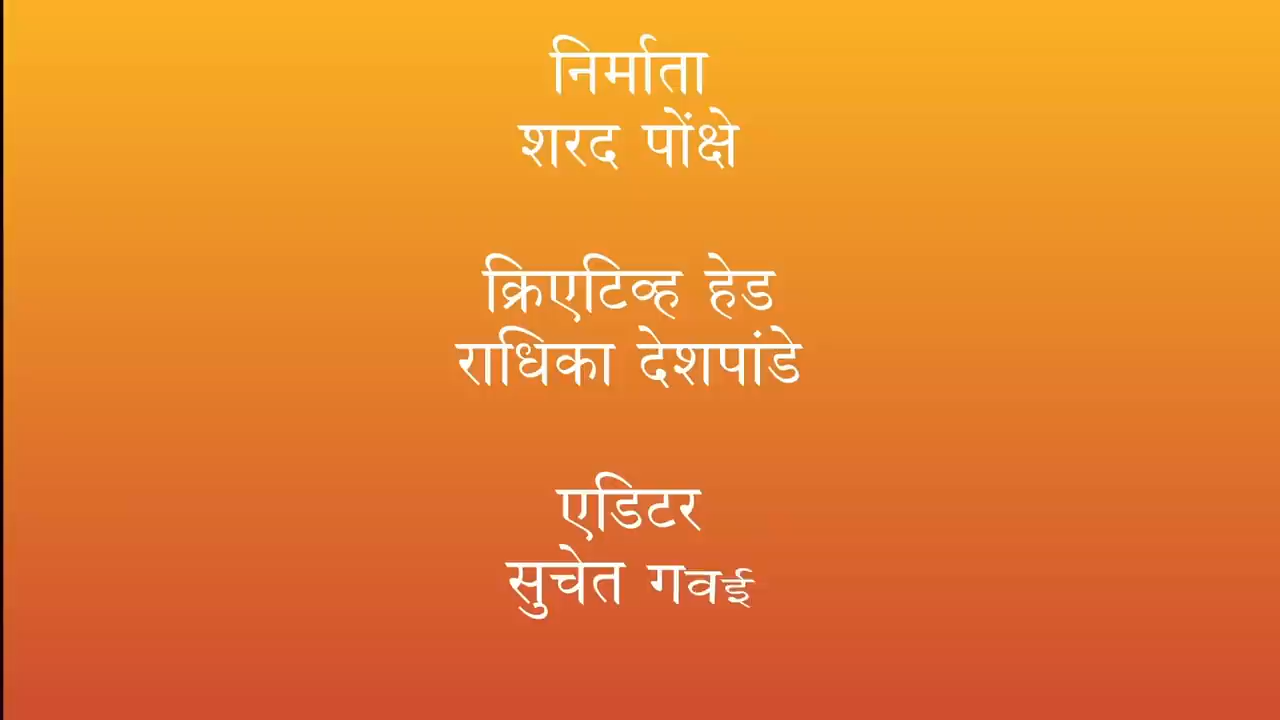 निर्माता
शरद पोंक्षे
क्रिएटिव्ह हेड
राधिका देशपांडे
एडिटर
सुचेत गवई